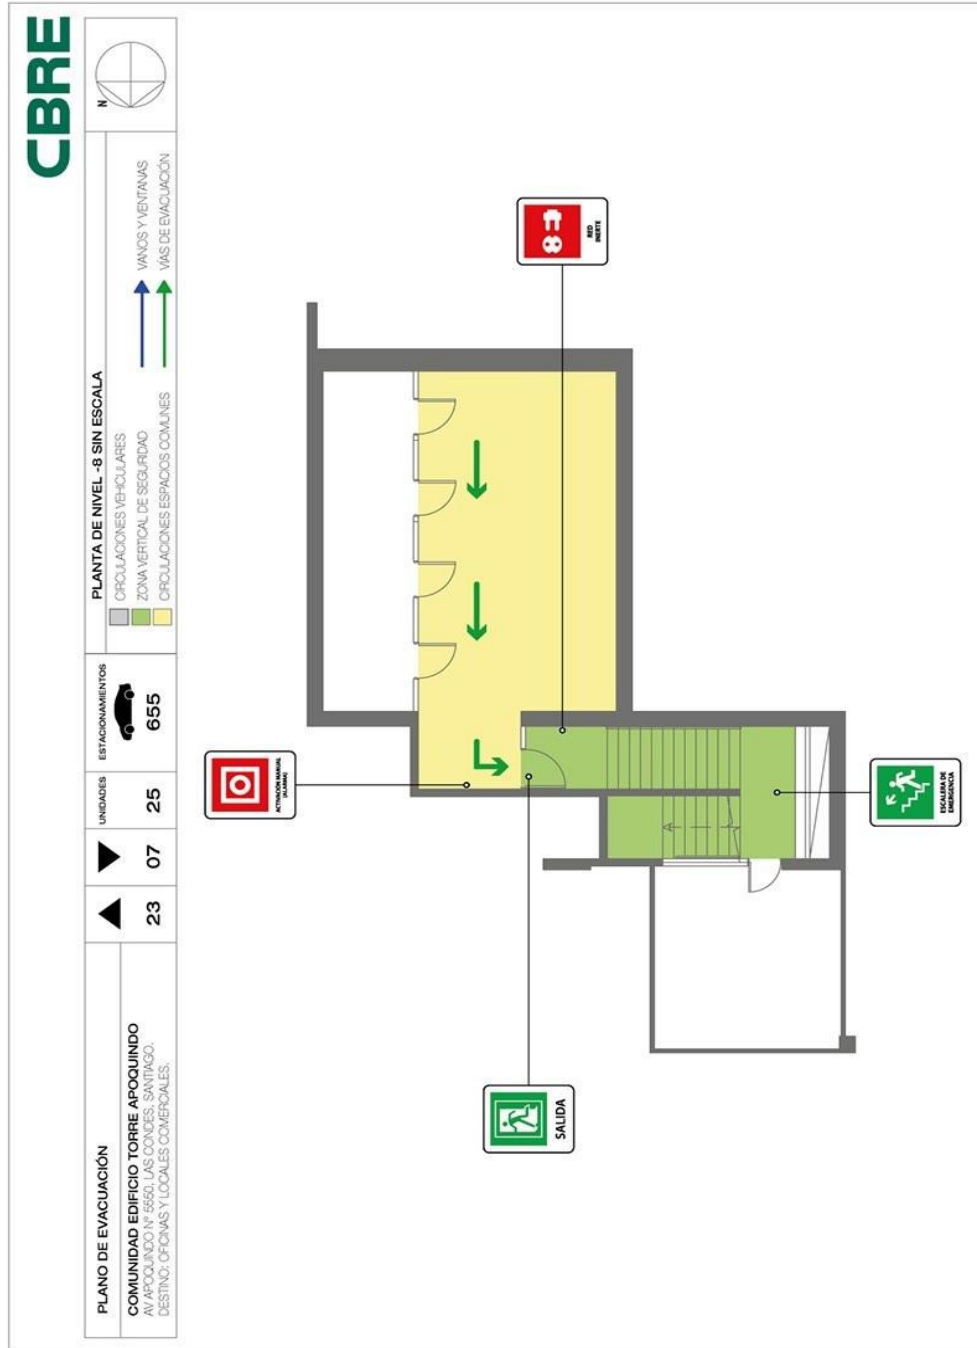 PLANO DE EVACUACIÓN
COMUNIDAD EDIFICIO TORRE APOQUINDO
AV APOQUINDO Nº 5550, LAS CONDES, SANTIAGO.
DESTINO: OFICINAS Y LOCALES COMERCIALES.
23
07
UNIDADES
25
ESTACIONAMIENTOS
655
PLANTA DE NIVEL -8 SIN ESCALA
CIRCULACIONES VEHICULARES
ZONA VERTICAL DE SEGURIDAD
CIRCULACIONES ESPACIOS COMUNES
VANOS Y VENTANAS
VÍAS DE EVACUACIÓN
N
CBRE
ACTIVACIÓN MANUAL
(ALARMA)
RED
INERTE
SALIDA
ESCALERA DE
EMERGENCIA